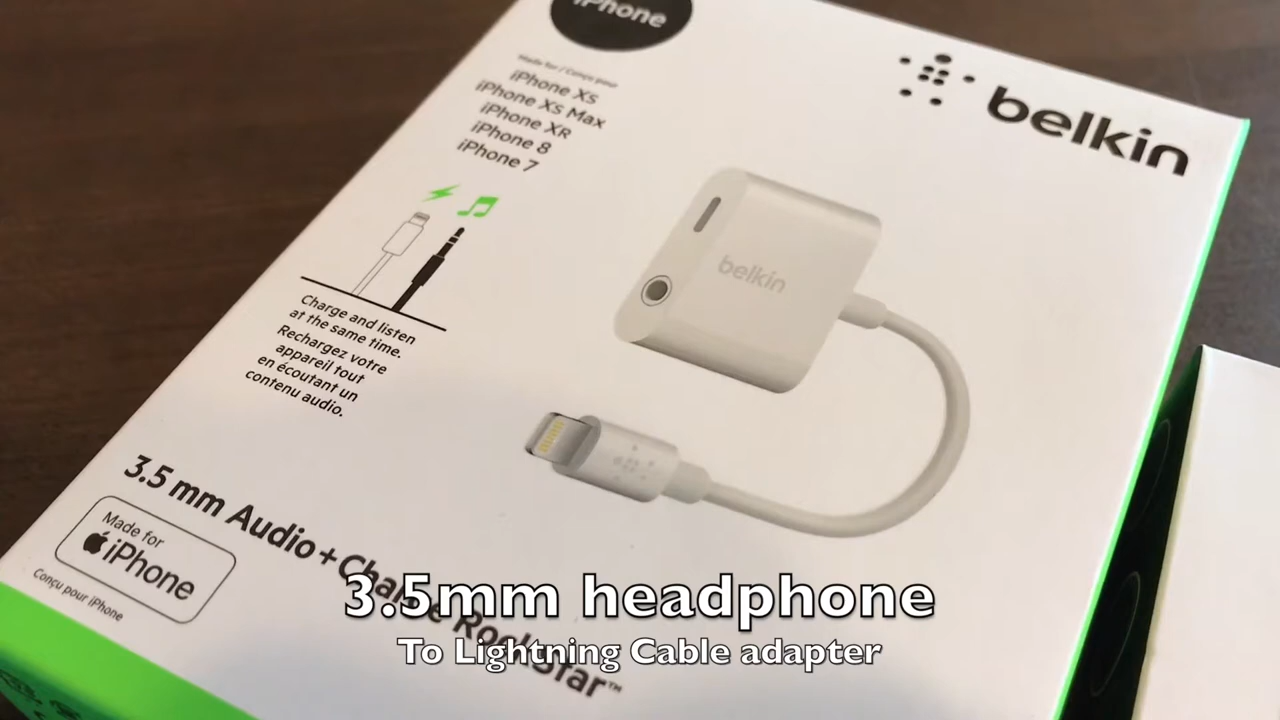 iPhone
belkin
Made for / Conçu pour
iPhone XS
iPhone XS Max
iPhone XR
iPhone 8
iPhone 7
belkin
Charge and listen
at the same time.
Rechargez votre
appareil tout
en écoutant un
contenu audio.
3.5 mm Audio + Charge RockStar™
Made for
iPhone
Conçu pour iPhone
3.5mm headphone
To Lightning Cable adapter